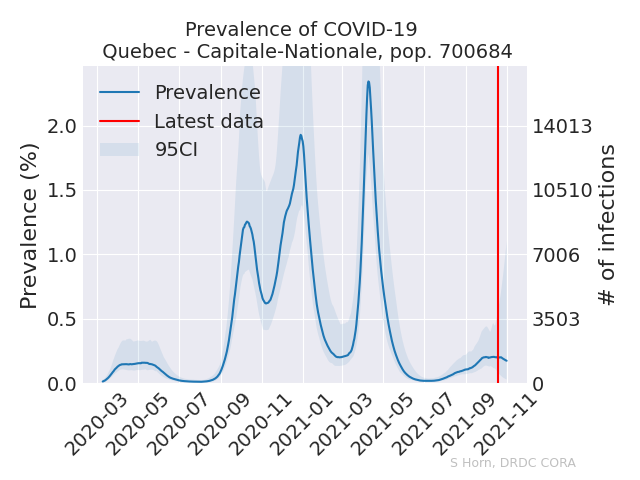 Prevalence of COVID-19
Quebec - Capitale-Nationale, pop. 700684
Prevalence
Latest data
95CI
Prevalence (%)
2.0
1.5
1.0
0.5
0.0
14013
10510
7006
3503
0
# of infections
2020-03
2020-05
2020-07
2020-09
2020-11
2021-01
2021-03
2021-05
2021-07
2021-09
2021-11
S Horn, DRDC CORA